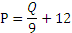 P = Q/9 + 12